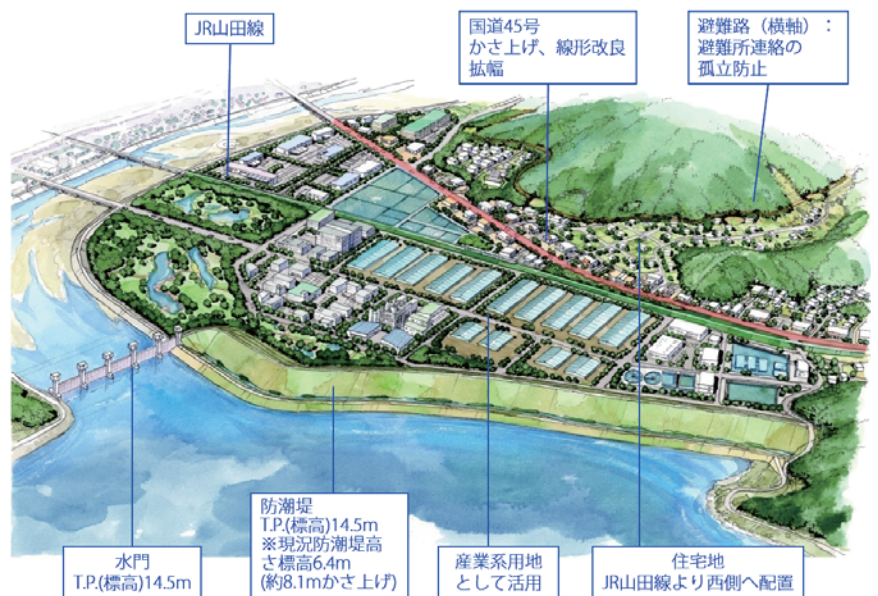 JR山田線
国道45号
かさ上げ、線形改良
拡幅
避難路（横軸）：
避難所連絡の
孤立防止
水門
T.P.(標高)14.5m
防潮堤
T.P.(標高)14.5m
※現況防潮堤高
さ標高6.4m
(約8.1mかさ上げ)
産業系用地
として活用
住宅地
JR山田線より西側へ配置